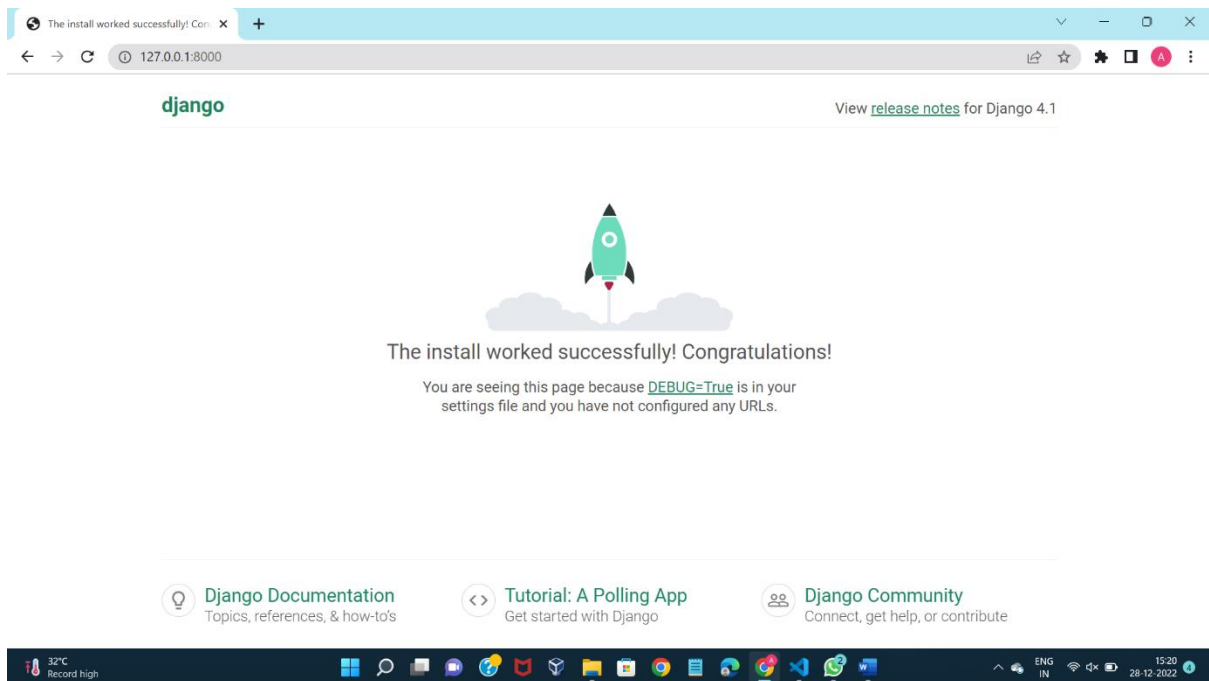 The install worked successfully! Con
127.0.0.1:8000
A
django
View release notes for Django 4.1
The install worked successfully! Congratulations!
You are seeing this page because DEBUG=True is in your
settings file and you have not configured any URLs.
Django Documentation
Topics, references, & how-to's
Tutorial: A Polling App
Get started with Django
Django Community
Connect, get help, or contribute
32°C
Record high
2
ENG
IN
15:20
28-12-2022
4